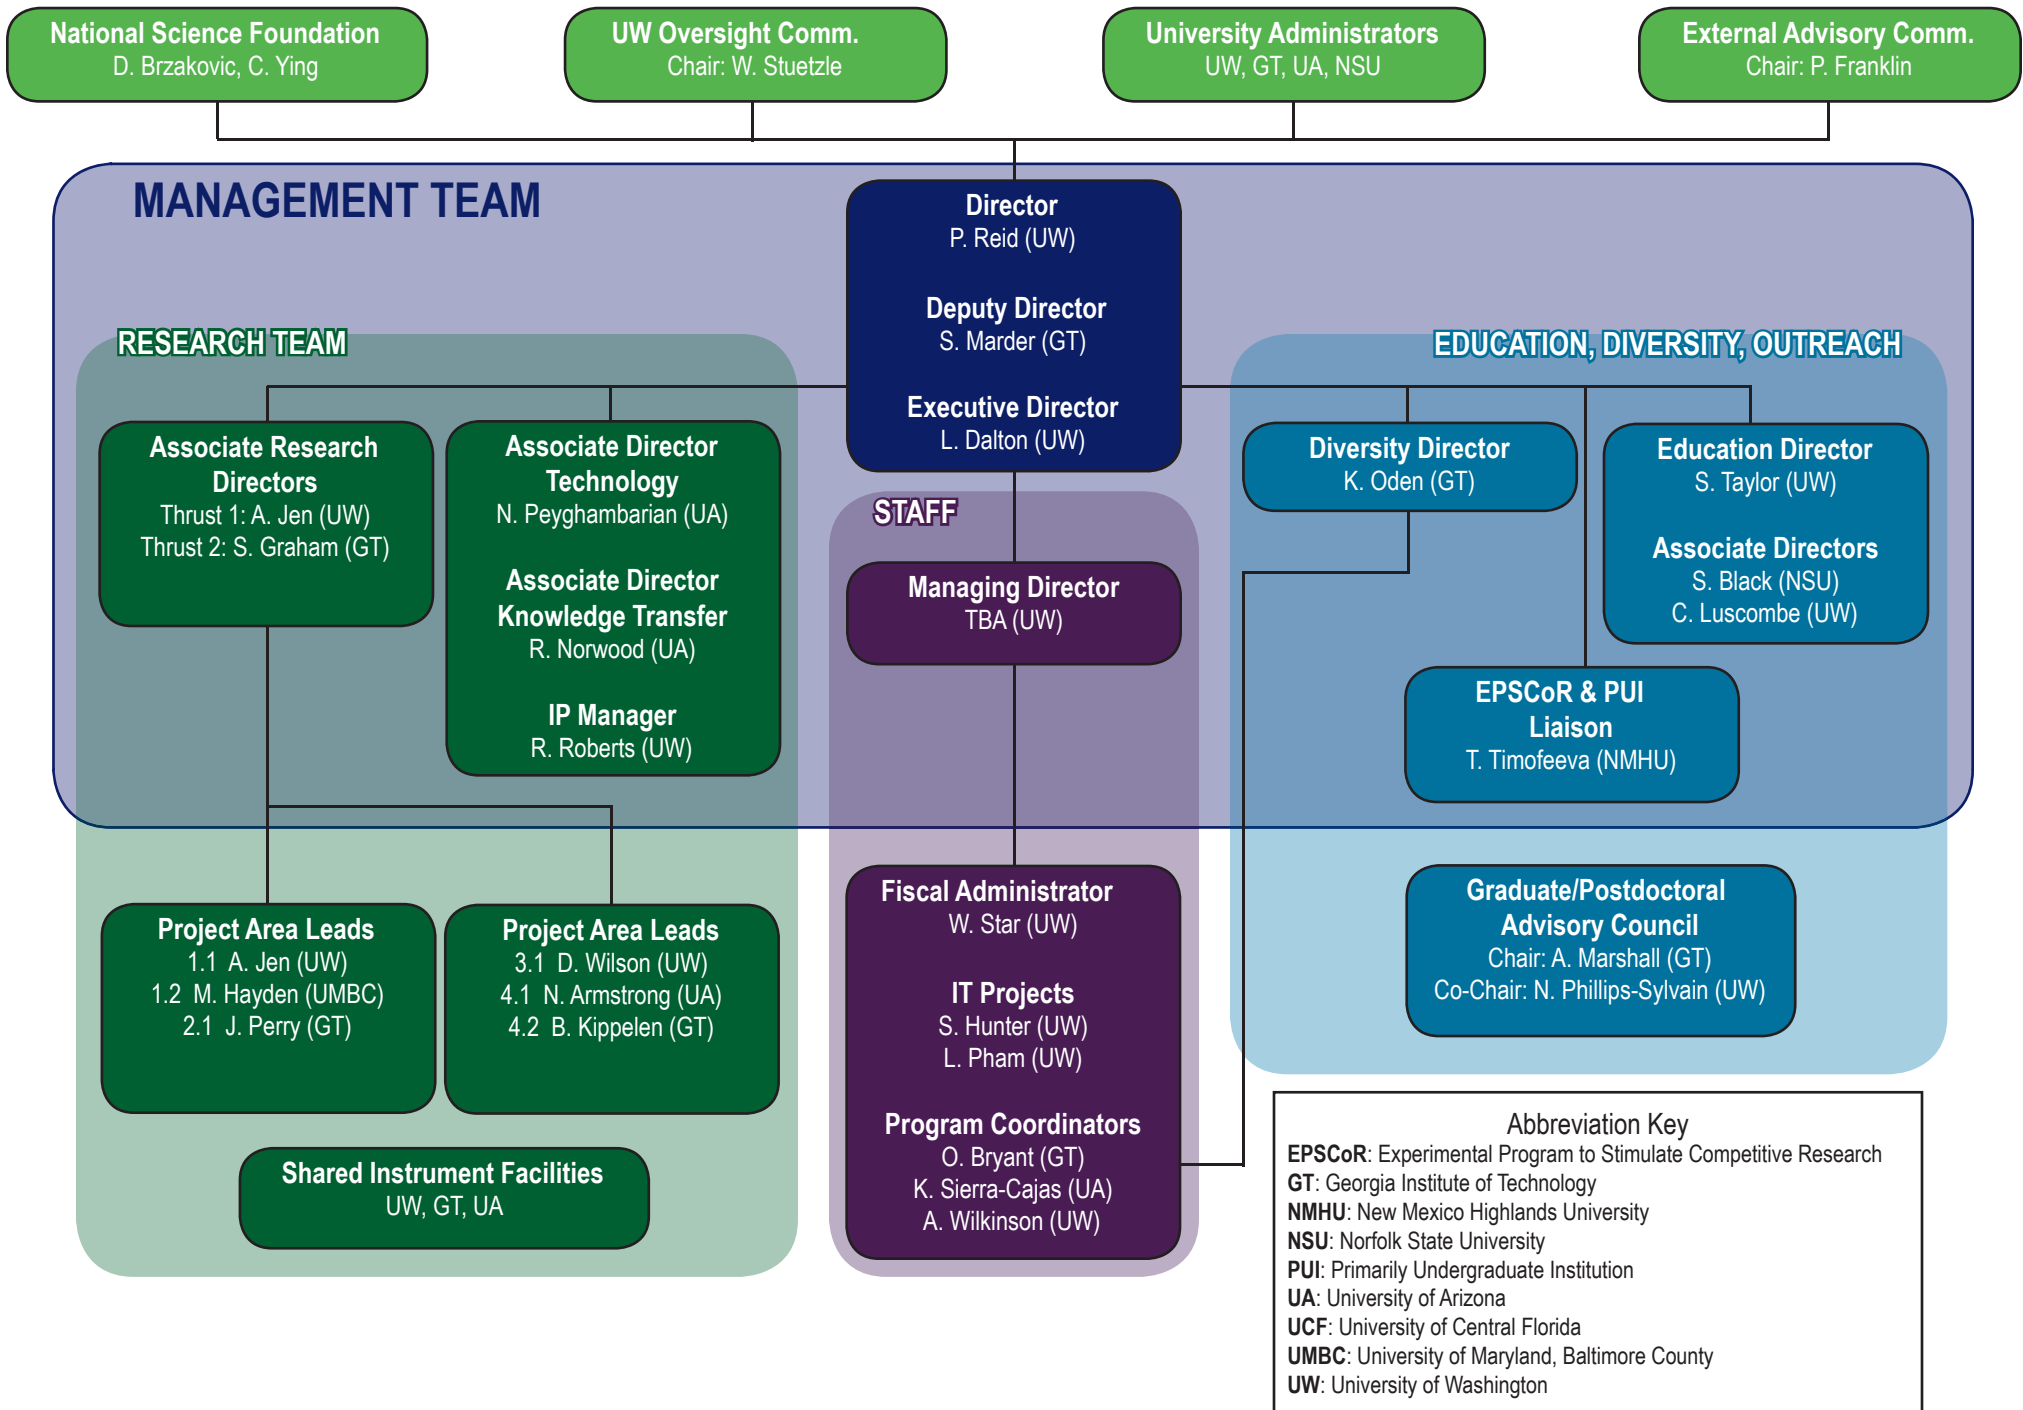 National Science Foundation
D. Brzakovic, C. Ying
UW Oversight Comm.
Chair: W. Stuetzle
University Administrators
UW, GT, UA, NSU
External Advisory Comm.
Chair: P. Franklin
MANAGEMENT TEAM
Director
P. Reid (UW)
Deputy Director
S. Marder (GT)
Executive Director
L. Dalton (UW)
RESEARCH TEAM
Associate Research
Directors
Thrust 1: A. Jen (UW)
Thrust 2: S. Graham (GT)
Associate Director
Technology
N. Peyghambarian (UA)
Associate Director
Knowledge Transfer
R. Norwood (UA)
IP Manager
R. Roberts (UW)
Project Area Leads
1.1 A. Jen (UW)
1.2 M. Hayden (UMBC)
2.1 J. Perry (GT)
Project Area Leads
3.1 D. Wilson (UW)
4.1 N. Armstrong (UA)
4.2 B. Kippelen (GT)
Shared Instrument Facilities
UW, GT, UA
STAFF
Managing Director
TBA (UW)
Fiscal Administrator
W. Star (UW)
IT Projects
S. Hunter (UW)
L. Pham (UW)
Program Coordinators
O. Bryant (GT)
K. Sierra-Cajas (UA)
A. Wilkinson (UW)
EDUCATION, DIVERSITY, OUTREACH
Diversity Director
K. Oden (GT)
Education Director
S. Taylor (UW)
Associate Directors
S. Black (NSU)
C. Luscombe (UW)
EPSCoR & PUI
Liaison
T. Timofeeva (NMHU)
Graduate/Postdoctoral
Advisory Council
Chair: A. Marshall (GT)
Co-Chair: N. Phillips-Sylvain (UW)
Abbreviation Key
EPSCoR: Experimental Program to Stimulate Competitive Research
GT: Georgia Institute of Technology
NMHU: New Mexico Highlands University
NSU: Norfolk State University
PUI: Primarily Undergraduate Institution
UA: University of Arizona
UCF: University of Central Florida
UMBC: University of Maryland, Baltimore County
UW: University of Washington